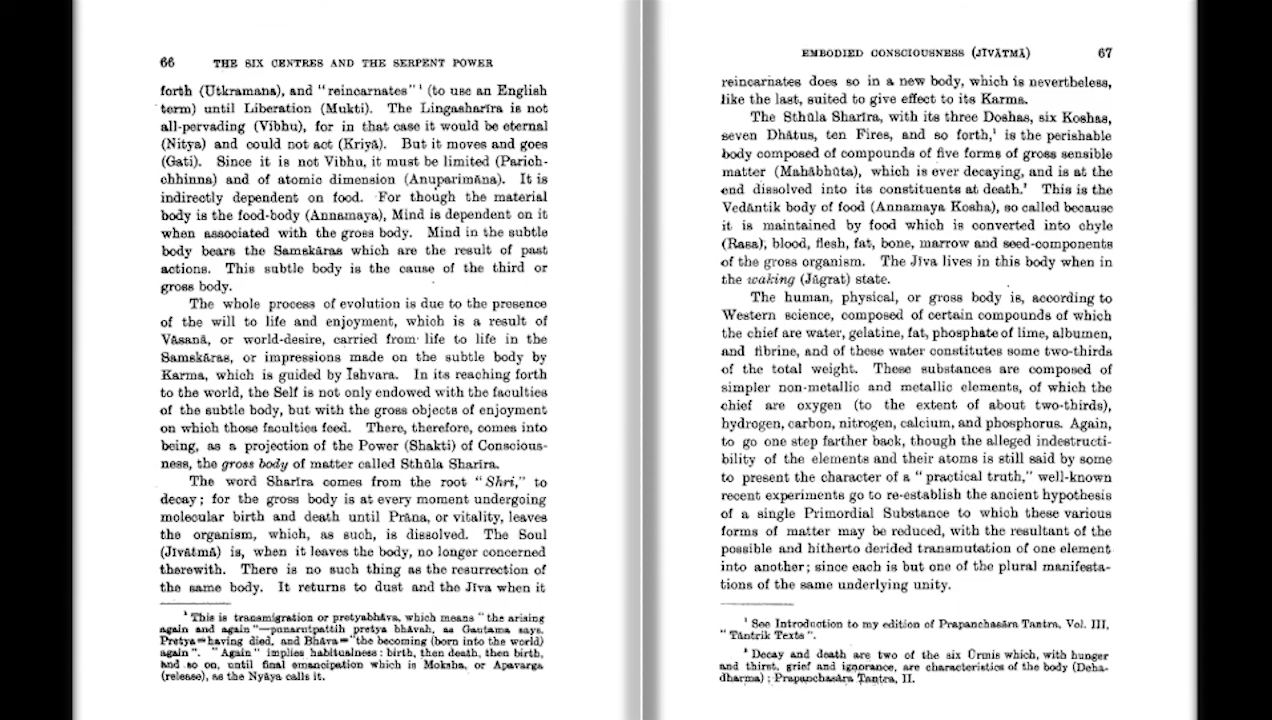 66 THE SIX CENTRES AND THE SERPENT POWER
forth (Utkramana), and "reincarnates"¹ (to use an English
term) until Liberation (Mukti). The Lingasharīra is not
all-pervading (Vibhu), for in that case it would be eternal
(Nitya) and could not act (Kriyā). But it moves and goes
(Gati). Since it is not Vibhu, it must be limited (Parich-
chhinna) and of atomic dimension (Aṇuparimāna). It is
indirectly dependent on food. For though the material
body is the food-body (Annamaya), Mind is dependent on it
when associated with the gross body. Mind in the subtle
body bears the Samskāras which are the result of past
actions. This subtle body is the cause of the third or
gross body.
The whole process of evolution is due to the presence
of the will to life and enjoyment, which is a result of
Vāsanā, or world-desire, carried from life to life in the
Samskāras, or impressions made on the subtle body by
Karma, which is guided by Īshvara. In its reaching forth
to the world, the Self is not only endowed with the faculties
of the subtle body, but with the gross objects of enjoyment
on which those faculties feed. There, therefore, comes into
being, as a projection of the Power (Shakti) of Conscious-
ness, the gross body of matter called Sthūla Sharīra.
The word Sharīra comes from the root "Shri," to
decay; for the gross body is at every moment undergoing
molecular birth and death until Prāna, or vitality, leaves
the organism, which, as such, is dissolved. The Soul
(Jīvātmā) is, when it leaves the body, no longer concerned
therewith. There is no such thing as the resurrection of
the same body. It returns to dust and the Jīva when it
¹ This is transmigration or pretyabhāva, which means "the arising
again and again"—punarutpattih pretya bhāvah, as Gautama says.
Pretya=having died, and Bhāva="the becoming (born into the world)
again". "Again" implies habitualness: birth, then death, then birth,
and so on, until final emancipation which is Moksha, or Apavarga
(release), as the Nyāya calls it.
EMBODIED CONSCIOUSNESS (JĪVĀTMĀ) 67
reincarnates does so in a new body, which is nevertheless,
like the last, suited to give effect to its Karma.
The Sthūla Sharīra, with its three Doshas, six Koshas,
seven Dhātus, ten Fires, and so forth,¹ is the perishable
body composed of compounds of five forms of gross sensible
matter (Mahābhūta), which is ever decaying, and is at the
end dissolved into its constituents at death.² This is the
Vedāntik body of food (Annamaya Kosha), so called because
it is maintained by food which is converted into chyle
(Rasa), blood, flesh, fat, bone, marrow and seed-components
of the gross organism. The Jīva lives in this body when in
the waking (Jāgrat) state.
The human, physical, or gross body is, according to
Western science, composed of certain compounds of which
the chief are water, gelatine, fat, phosphate of lime, albumen,
and fibrine, and of these water constitutes some two-thirds
of the total weight. These substances are composed of
simpler non-metallic and metallic elements, of which the
chief are oxygen (to the extent of about two-thirds),
hydrogen, carbon, nitrogen, calcium, and phosphorus. Again,
to go one step farther back, though the alleged indestructi-
bility of the elements and their atoms is still said by some
to present the character of a "practical truth," well-known
recent experiments go to re-establish the ancient hypothesis
of a single Primordial Substance to which these various
forms of matter may be reduced, with the resultant of the
possible and hitherto derided transmutation of one element
into another; since each is but one of the plural manifesta-
tions of the same underlying unity.
¹ See Introduction to my edition of Prapanchasāra Tantra, Vol. III,
"Tāntrik Texts".
² Decay and death are two of the six Ūrmis which, with hunger
and thirst, grief and ignorance, are characteristics of the body (Deha-
dharma): Prapanchasāra Tantra, II.